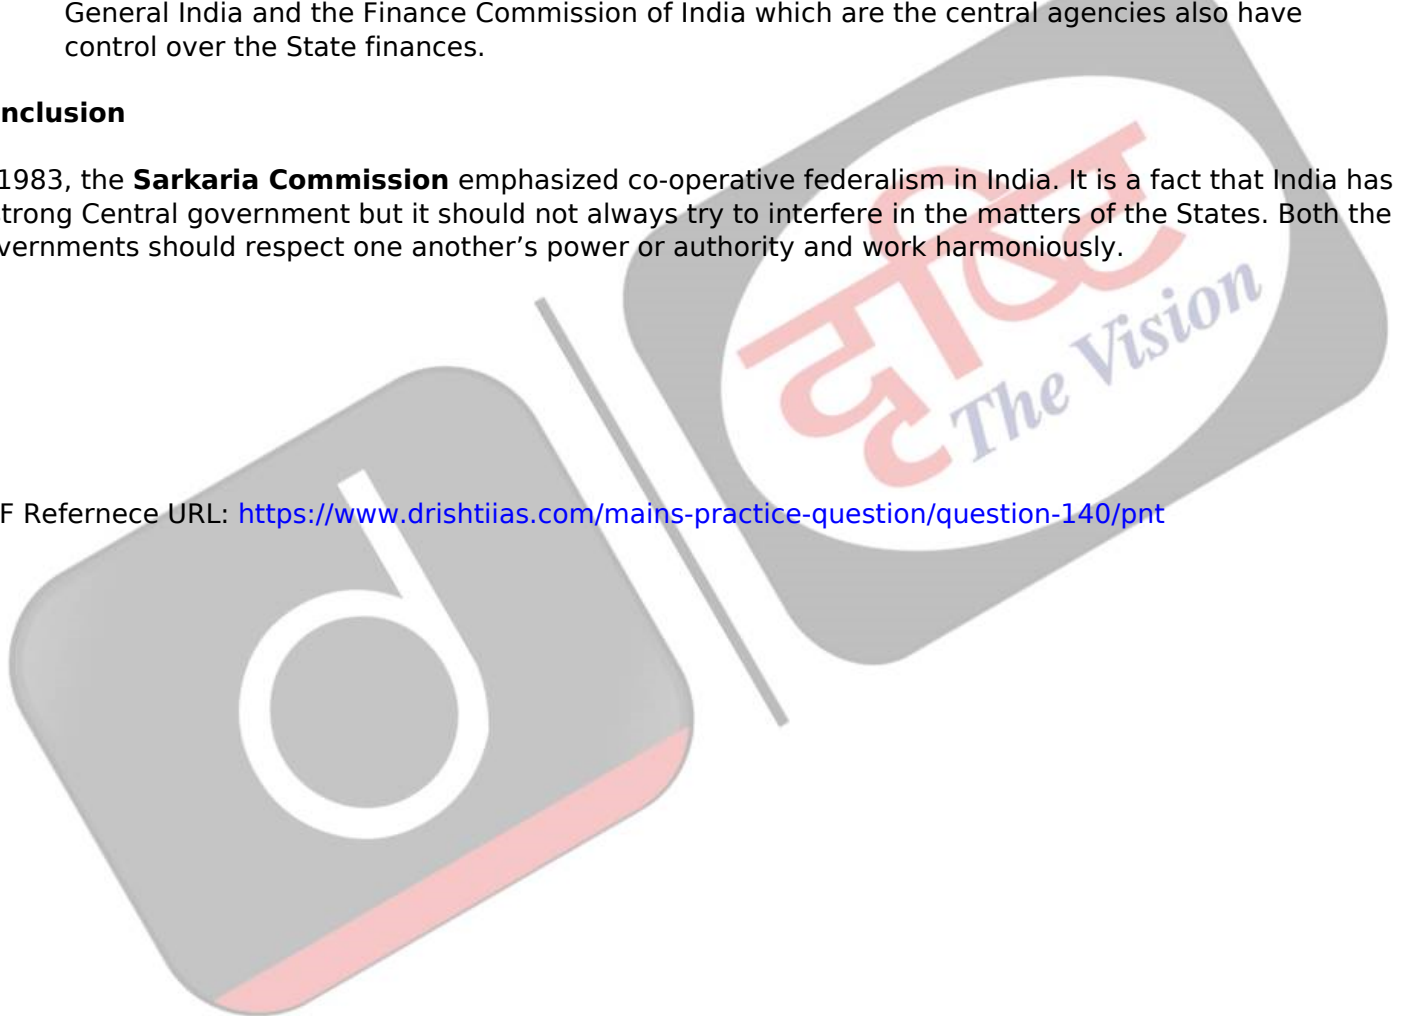 General India and the Finance Commission of India which are the central agencies also have
control over the State finances.
nclusion
1983, the Sarkaria Commission emphasized co-operative federalism in India. It is a fact that India has
trong Central government but it should not always try to interfere in the matters of the States. Both the
vernments should respect one another’s power or authority and work harmoniously.
दृष्टि
The Vision
d
F Refernece URL: https://www.drishtiias.com/mains-practice-question/question-140/pnt